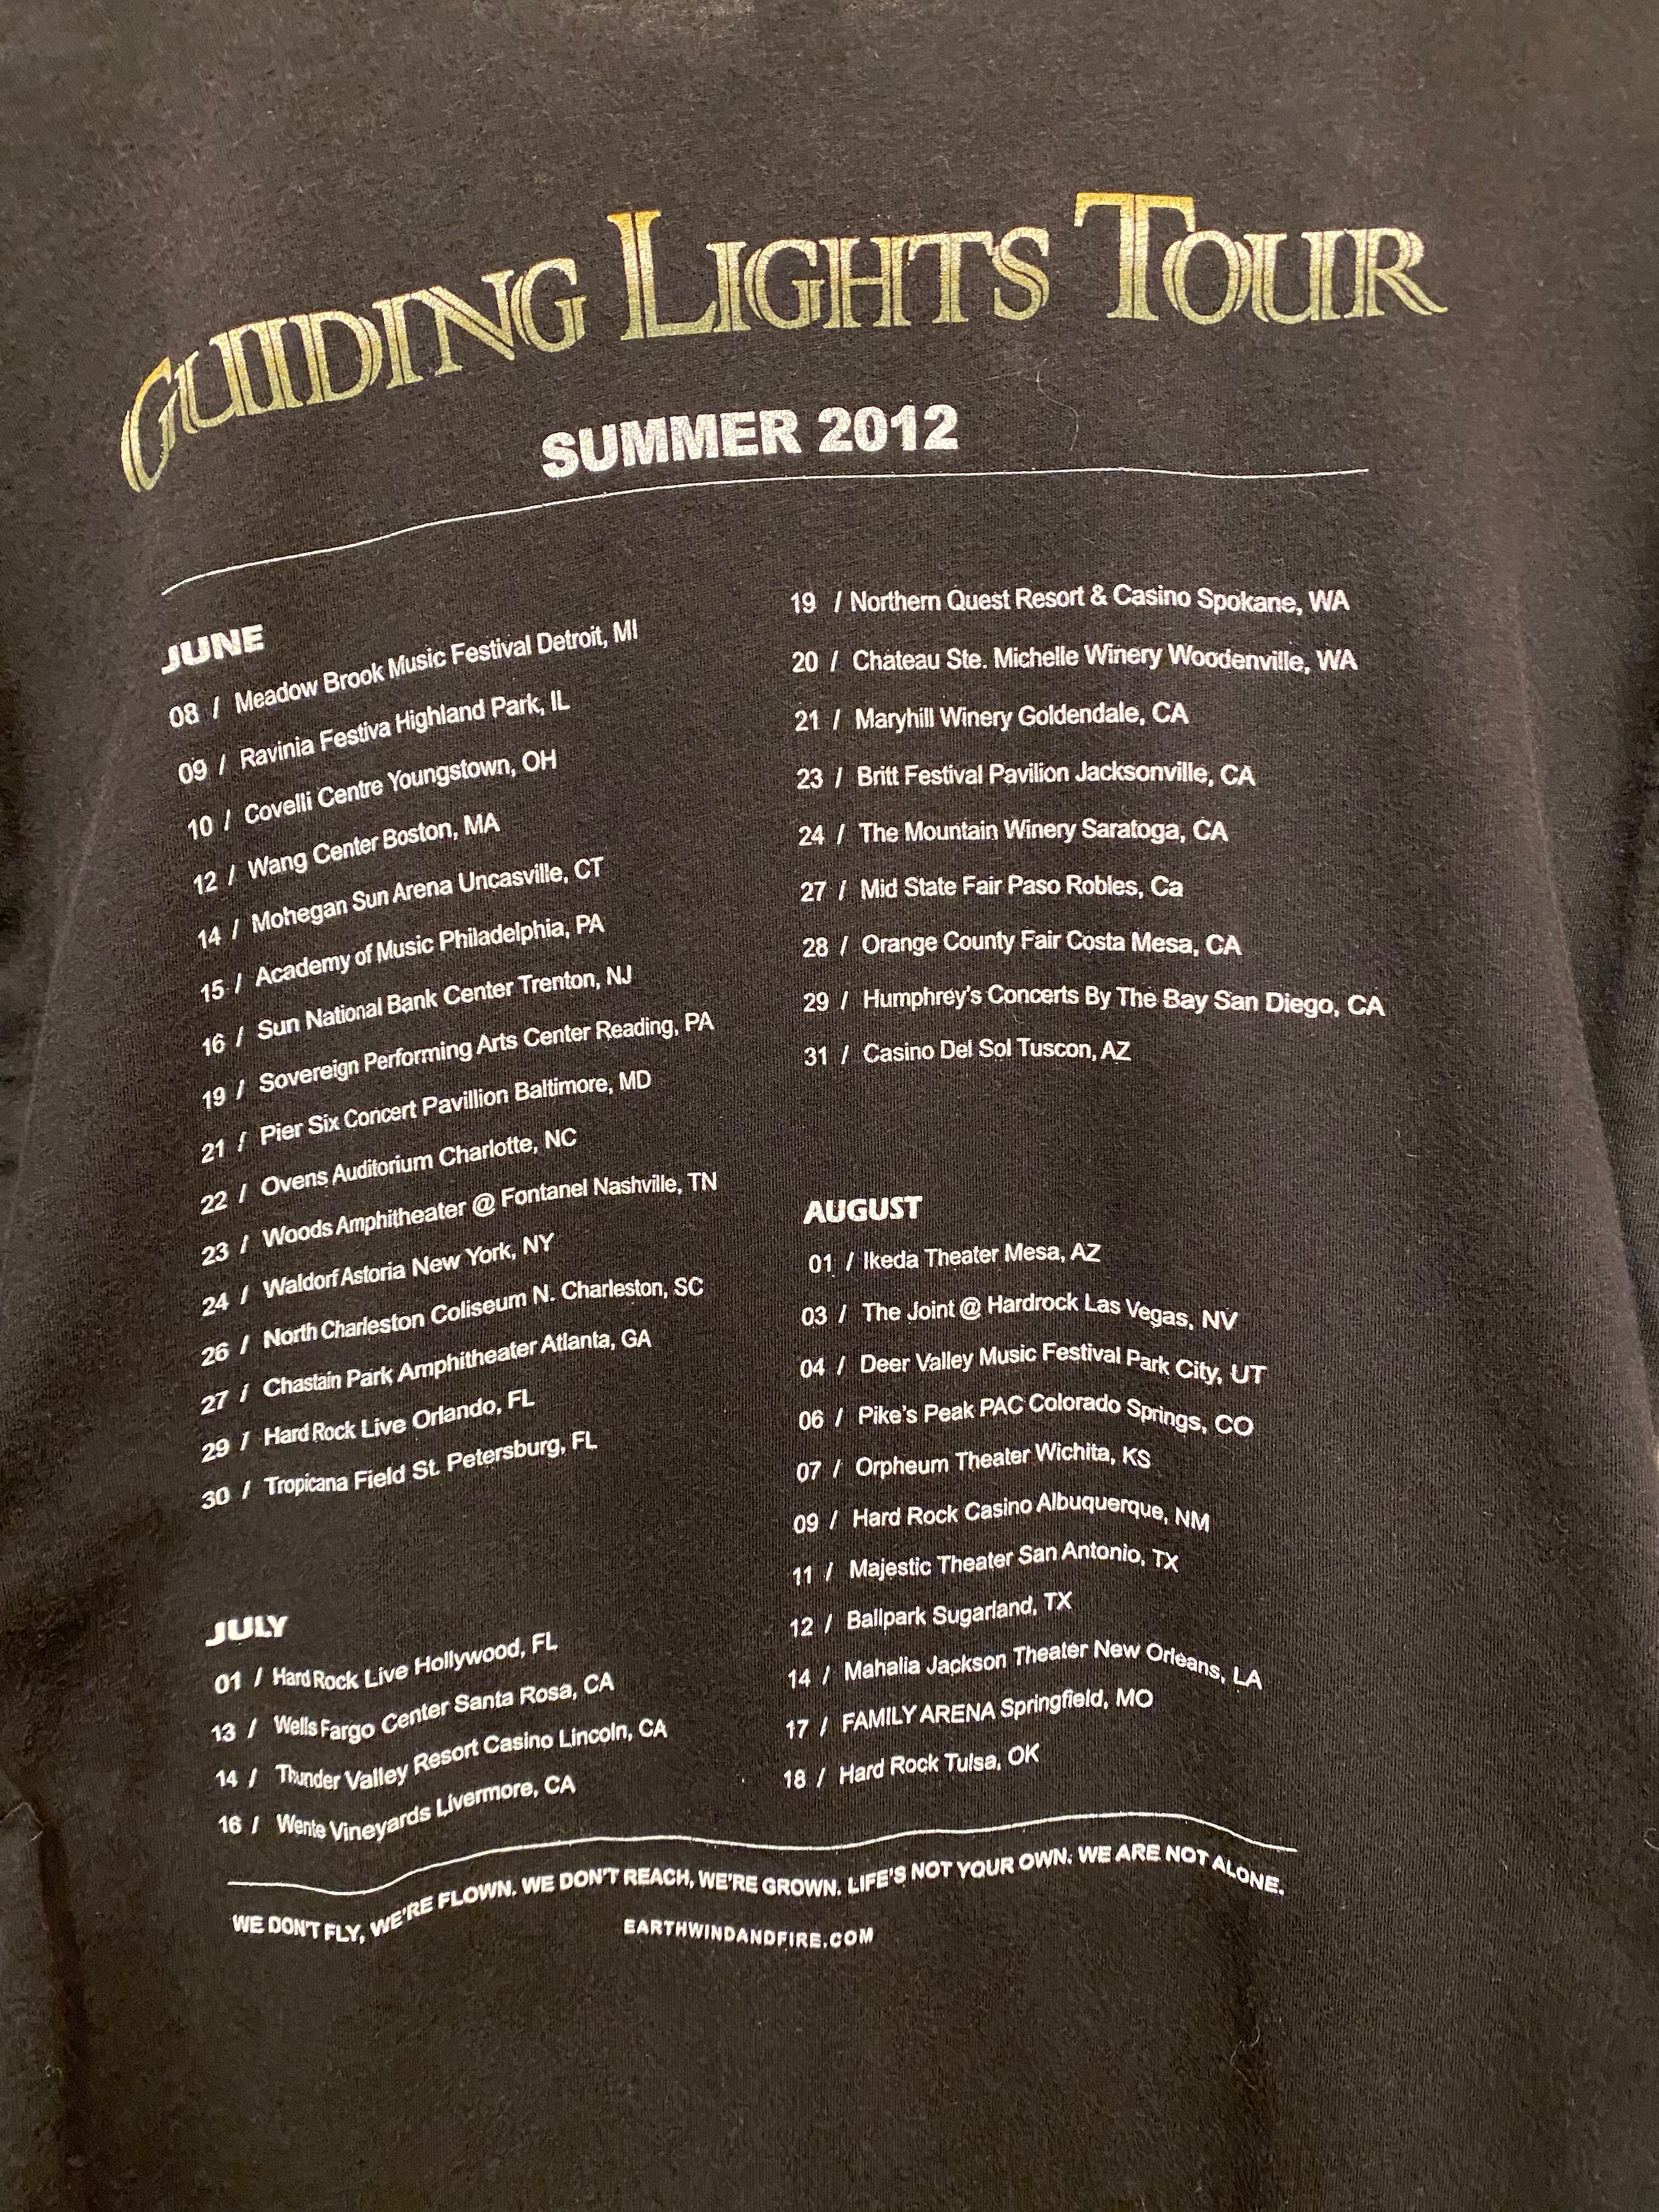 GUIDING LIGHTS TOUR
SUMMER 2012
JUNE
08 / Meadow Brook Music Festival Detroit, MI
09 / Ravinia Festiva Highland Park, IL
10 / Covelli Centre Youngstown, OH
12 / Wang Center Boston, MA
14 / Mohegan Sun Arena Uncasville, CT
15 / Academy of Music Philadelphia, PA
16 / Sun National Bank Center Trenton, NJ
19 / Sovereign Performing Arts Center Reading, PA
21 / Pier Six Concert Pavillion Baltimore, MD
22 / Ovens Auditorium Charlotte, NC
23 / Woods Amphitheater @ Fontanel Nashville, TN
24 / Waldorf Astoria New York, NY
26 / North Charleston Coliseum N. Charleston, SC
27 / Chastain Park Amphitheater Atlanta, GA
29 / Hard Rock Live Orlando, FL
30 / Tropicana Field St. Petersburg, FL
JULY
01 / Hard Rock Live Hollywood, FL
13 / Wells Fargo Center Santa Rosa, CA
14 / Thunder Valley Resort Casino Lincoln, CA
16 / Wente Vineyards Livermore, CA
19 / Northern Quest Resort & Casino Spokane, WA
20 / Chateau Ste. Michelle Winery Woodenville, WA
21 / Maryhill Winery Goldendale, CA
23 / Britt Festival Pavilion Jacksonville, CA
24 / The Mountain Winery Saratoga, CA
27 / Mid State Fair Paso Robles, Ca
28 / Orange County Fair Costa Mesa, CA
29 / Humphrey's Concerts By The Bay San Diego, CA
31 / Casino Del Sol Tuscon, AZ
AUGUST
01 / Ikeda Theater Mesa, AZ
03 / The Joint @ Hardrock Las Vegas, NV
04 / Deer Valley Music Festival Park City, UT
06 / Pike's Peak PAC Colorado Springs, CO
07 / Orpheum Theater Wichita, KS
09 / Hard Rock Casino Albuquerque, NM
11 / Majestic Theater San Antonio, TX
12 / Ballpark Sugarland, TX
14 / Mahalia Jackson Theater New Orleans, LA
17 / FAMILY ARENA Springfield, MO
18 / Hard Rock Tulsa, OK
WE DON'T FLY, WE'RE FLOWN. WE DON'T REACH, WE'RE GROWN. LIFE'S NOT YOUR OWN. WE ARE NOT ALONE.
EARTHWINDANDFIRE.COM